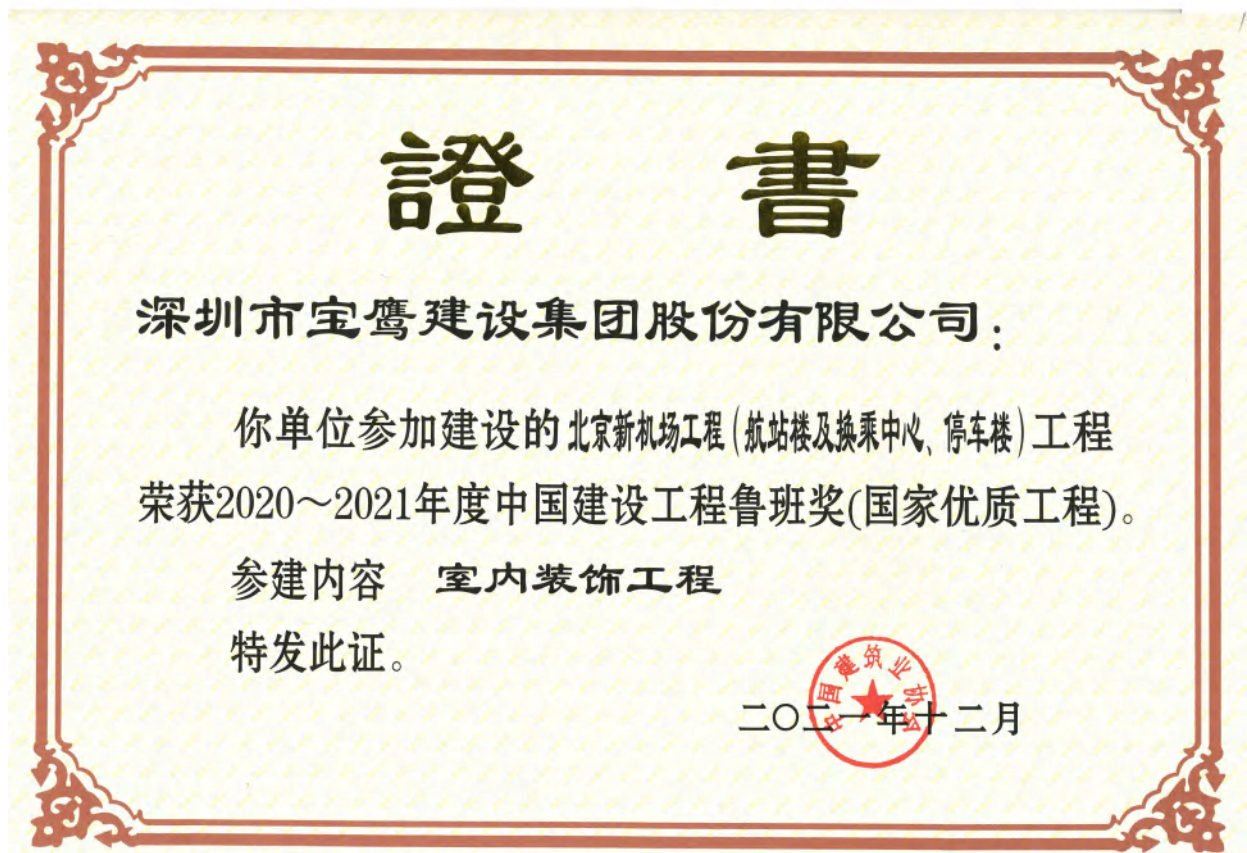 證 書
深圳市宝鹰建设集团股份有限公司：
你单位参加建设的北京新机场工程(航站楼及换乘中心、停车楼)工程
荣获2020～2021年度中国建设工程鲁班奖(国家优质工程)。
参建内容 室内装饰工程
特发此证。
中国建筑业协会
二〇二一年十二月